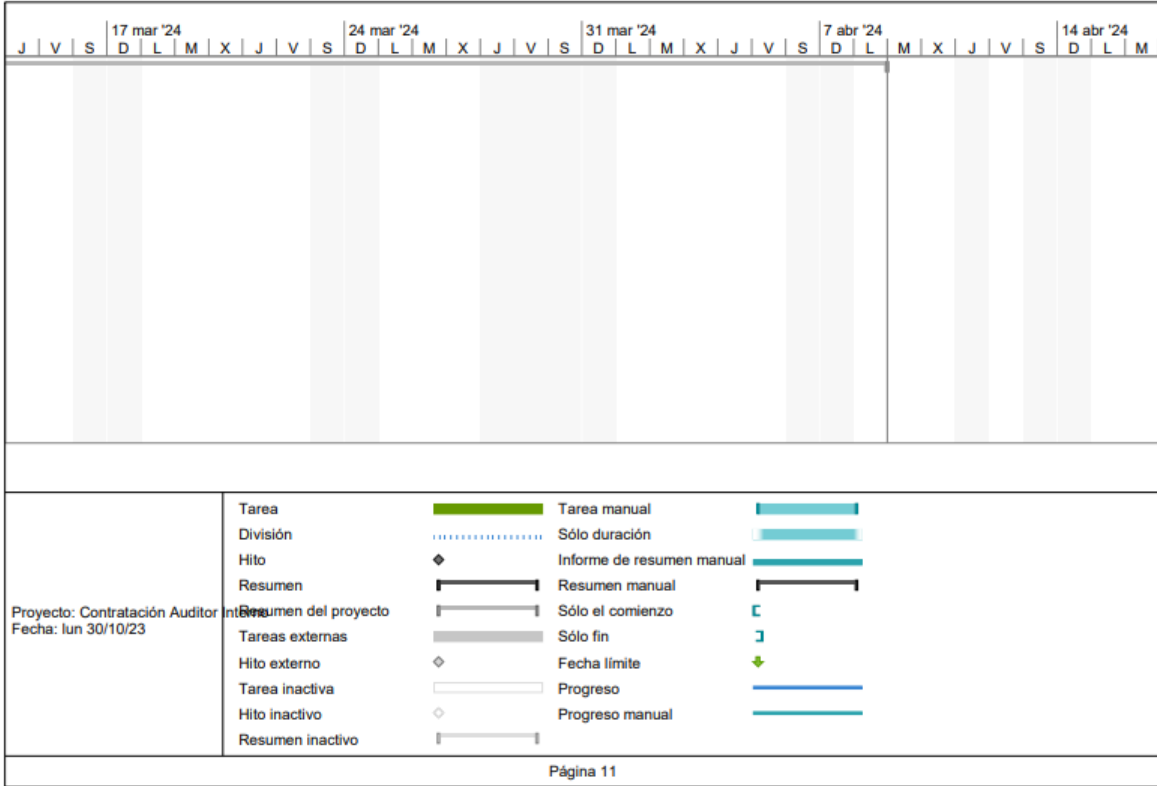 17 mar '24 24 mar '24 31 mar '24 7 abr '24 14 abr '24
J V S D L M X J V S D L M X J V S D L M X J V S D L M X J V S D L M
Tarea Tarea manual
División Sólo duración
Hito Informe de resumen manual
Resumen Resumen manual
Proyecto: Contratación Auditor Interno
Fecha: lun 30/10/23
Resumen del proyecto Sólo el comienzo
Tareas externas Sólo fin
Hito externo Fecha límite
Tarea inactiva Progreso
Hito inactivo Progreso manual
Resumen inactivo
Página 11